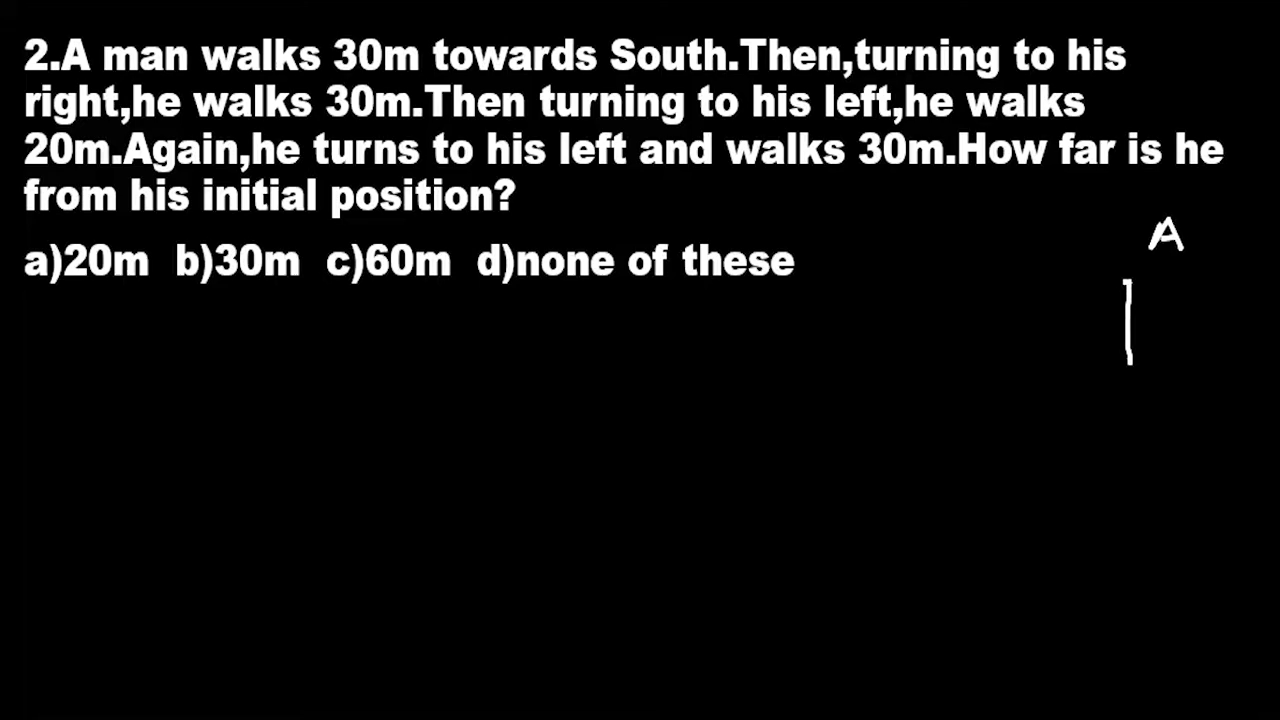 2.A man walks 30m towards South.Then,turning to his
right,he walks 30m.Then turning to his left,he walks
20m.Again,he turns to his left and walks 30m.How far is he
from his initial position?
a)20m b)30m c)60m d)none of these
A